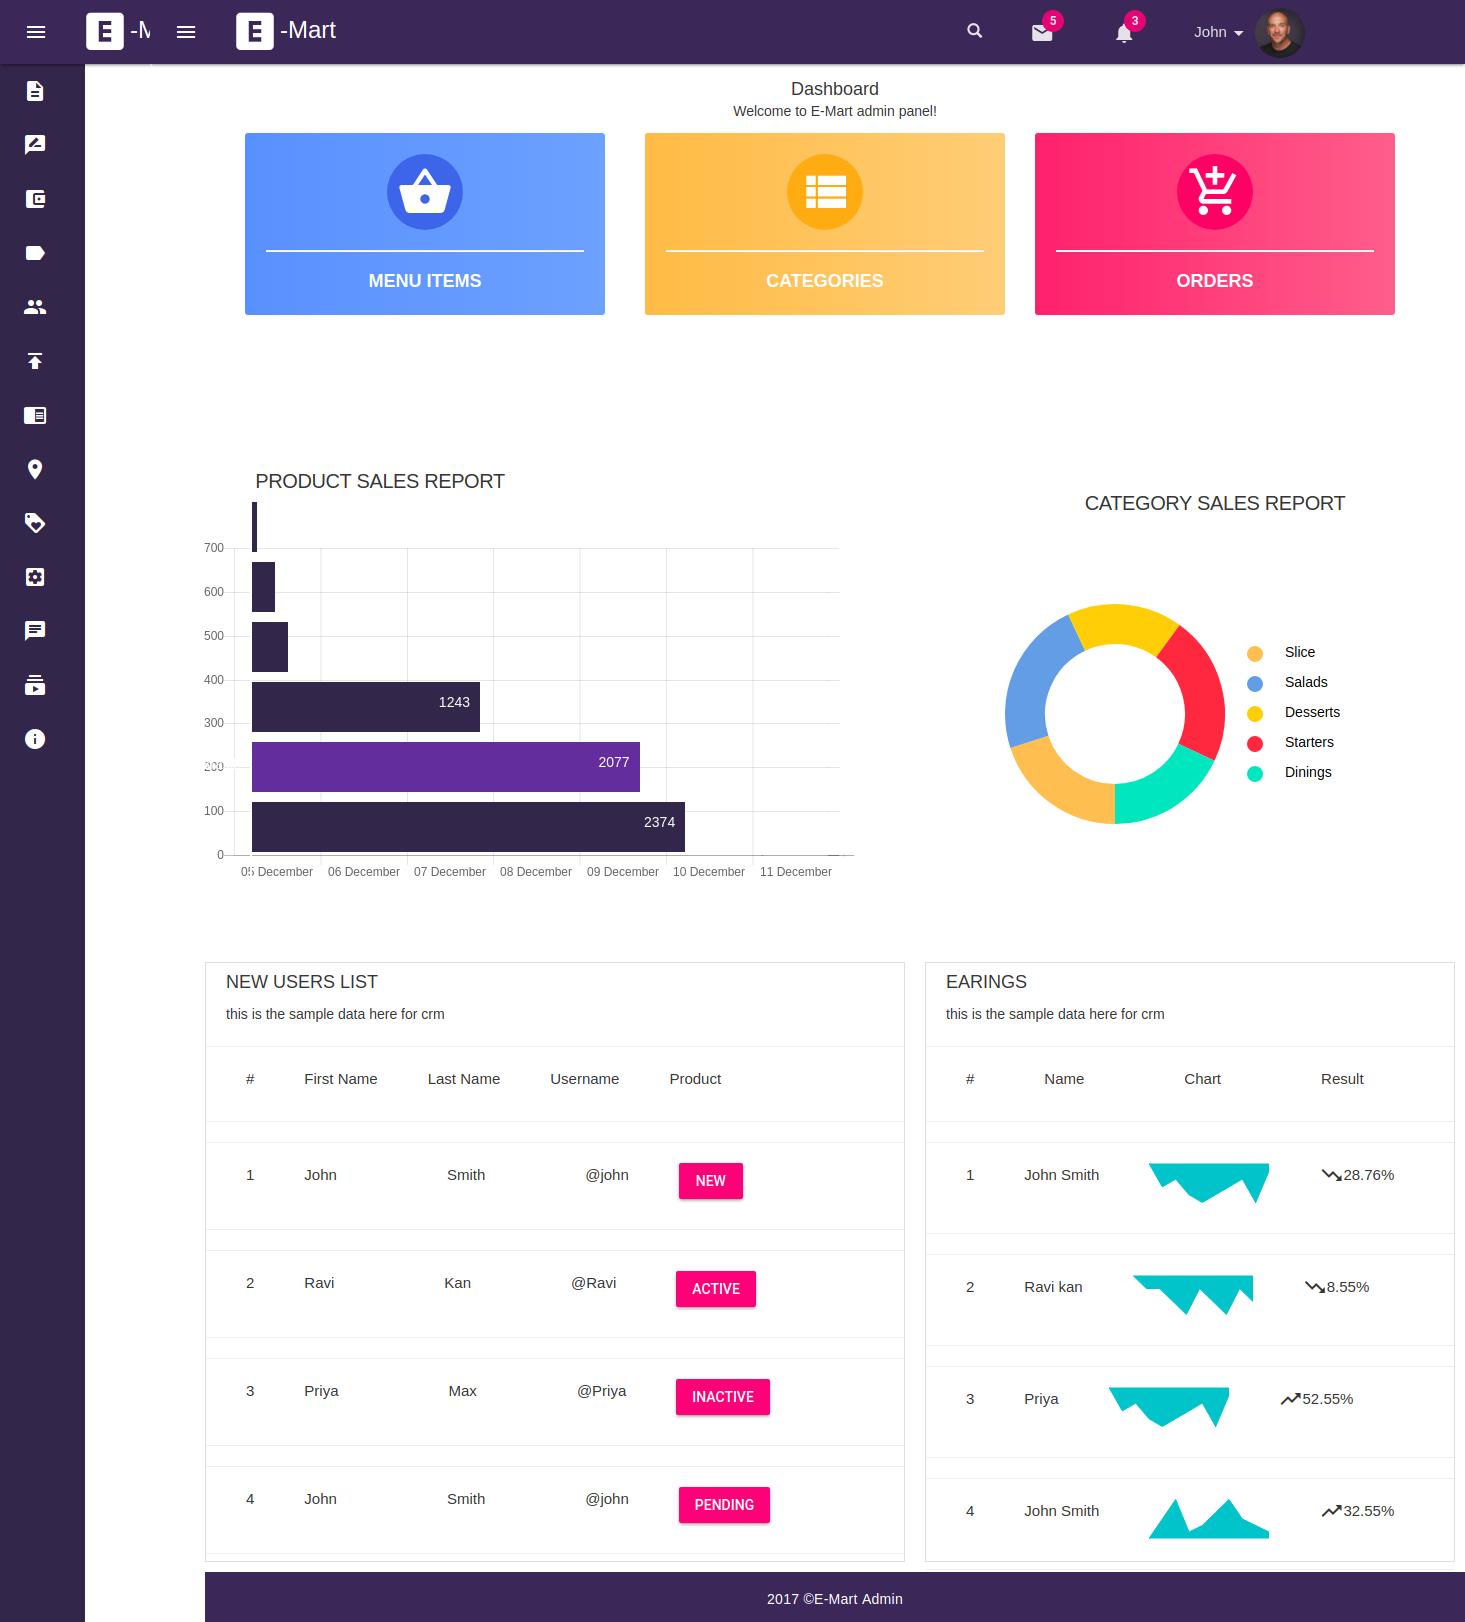 E -M
E -Mart
5
3
John
Dashboard
Welcome to E-Mart admin panel!
MENU ITEMS
CATEGORIES
ORDERS
PRODUCT SALES REPORT
700
600
500
400
300
200
100
0
1243
2077
2374
05 December 06 December 07 December 08 December 09 December 10 December 11 December
CATEGORY SALES REPORT
Slice
Salads
Desserts
Starters
Dinings
NEW USERS LIST
this is the sample data here for crm
# First Name Last Name Username Product
1 John Smith @john NEW
2 Ravi Kan @Ravi ACTIVE
3 Priya Max @Priya INACTIVE
4 John Smith @john PENDING
EARINGS
this is the sample data here for crm
# Name Chart Result
1 John Smith 28.76%
2 Ravi kan 8.55%
3 Priya 52.55%
4 John Smith 32.55%
2017 ©E-Mart Admin